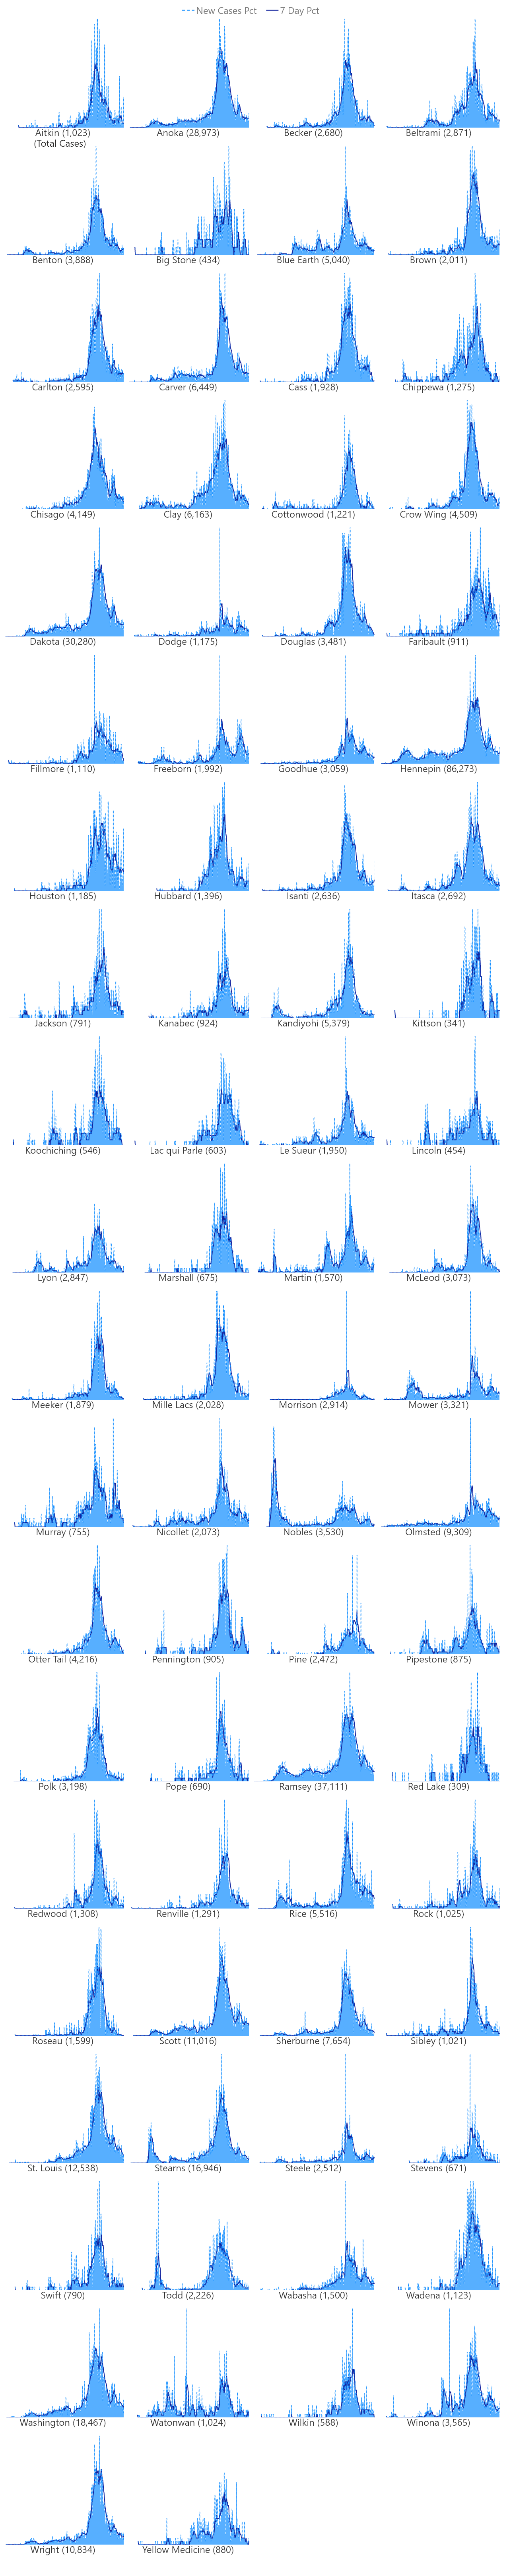 New Cases Pct 7 Day Pct
Aitkin (1,023) Anoka (28,973) Becker (2,680) Beltrami (2,871)
(Total Cases)
Benton (3,888) Big Stone (434) Blue Earth (5,040) Brown (2,011)
Carlton (2,595) Carver (6,449) Cass (1,928) Chippewa (1,275)
Chisago (4,149) Clay (6,163) Cottonwood (1,221) Crow Wing (4,509)
Dakota (30,280) Dodge (1,175) Douglas (3,481) Faribault (911)
Fillmore (1,110) Freeborn (1,992) Goodhue (3,059) Hennepin (86,273)
Houston (1,185) Hubbard (1,396) Isanti (2,636) Itasca (2,692)
Jackson (791) Kanabec (924) Kandiyohi (5,379) Kittson (341)
Koochiching (546) Lac qui Parle (603) Le Sueur (1,950) Lincoln (454)
Lyon (2,847) Marshall (675) Martin (1,570) McLeod (3,073)
Meeker (1,879) Mille Lacs (2,028) Morrison (2,914) Mower (3,321)
Murray (755) Nicollet (2,073) Nobles (3,530) Olmsted (9,309)
Otter Tail (4,216) Pennington (905) Pine (2,472) Pipestone (875)
Polk (3,198) Pope (690) Ramsey (37,111) Red Lake (309)
Redwood (1,308) Renville (1,291) Rice (5,516) Rock (1,025)
Roseau (1,599) Scott (11,016) Sherburne (7,654) Sibley (1,021)
St. Louis (12,538) Stearns (16,946) Steele (2,512) Stevens (671)
Swift (790) Todd (2,226) Wabasha (1,500) Wadena (1,123)
Washington (18,467) Watonwan (1,024) Wilkin (588) Winona (3,565)
Wright (10,834) Yellow Medicine (880)